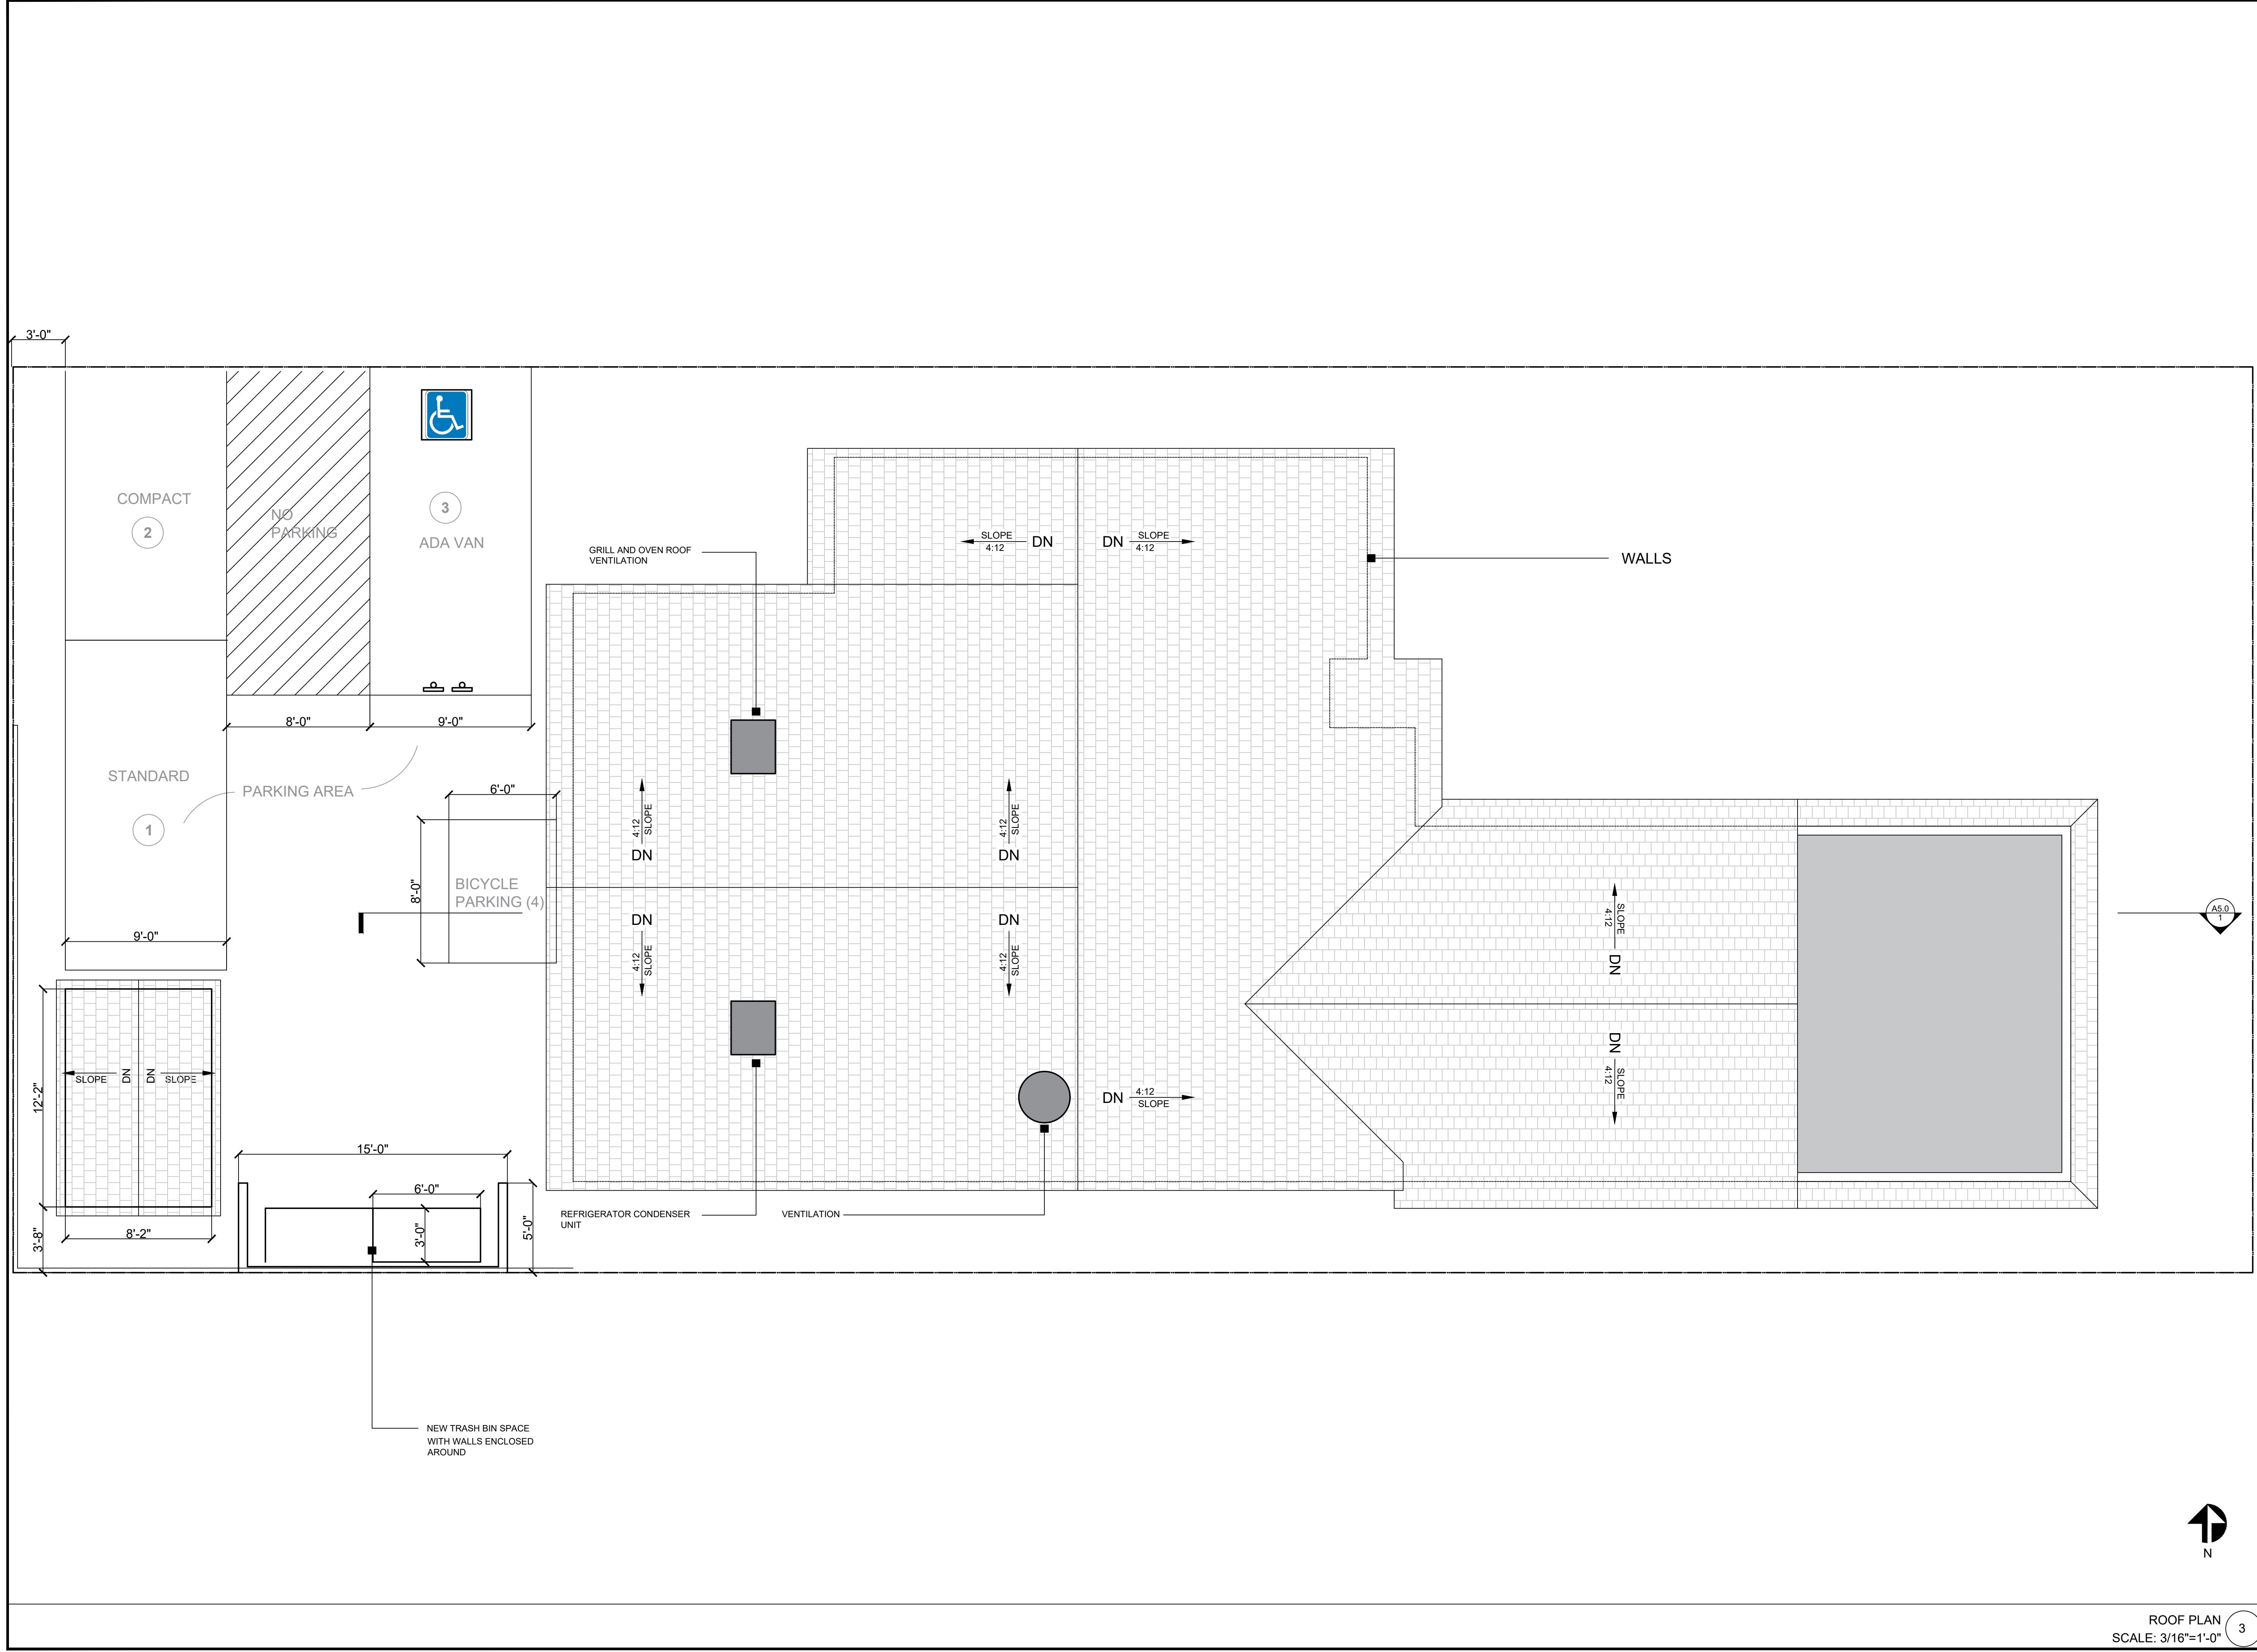 3'-0"
COMPACT
2
NO
PARKING
3
ADA VAN
8'-0"
9'-0"
STANDARD
1
PARKING AREA
9'-0"
6'-0"
8'-0"
BICYCLE
PARKING (4)
GRILL AND OVEN ROOF
VENTILATION
SLOPE
4:12
DN
DN
SLOPE
4:12
WALLS
4:12
SLOPE
DN
4:12
SLOPE
DN
DN
4:12
SLOPE
DN
4:12
SLOPE
SLOPE
4:12
DN
DN
SLOPE
4:12
A5.0
1
DN
4:12
SLOPE
SLOPE
DN
DN
SLOPE
12'-2"
3'-8"
8'-2"
15'-0"
6'-0"
3'-0"
5'-0"
REFRIGERATOR CONDENSER
UNIT
VENTILATION
NEW TRASH BIN SPACE
WITH WALLS ENCLOSED
AROUND
N
ROOF PLAN
SCALE: 3/16"=1'-0"
3